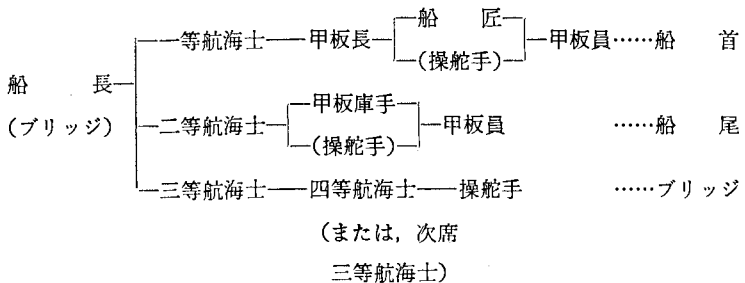 船匠
一等航海士 甲板長 甲板員……船首
(操舵手)
船長
甲板庫手
(ブリッジ) 二等航海士 甲板員 ……船尾
(操舵手)
三等航海士 四等航海士 操舵手 ……ブリッジ
(または，次席
三等航海士)